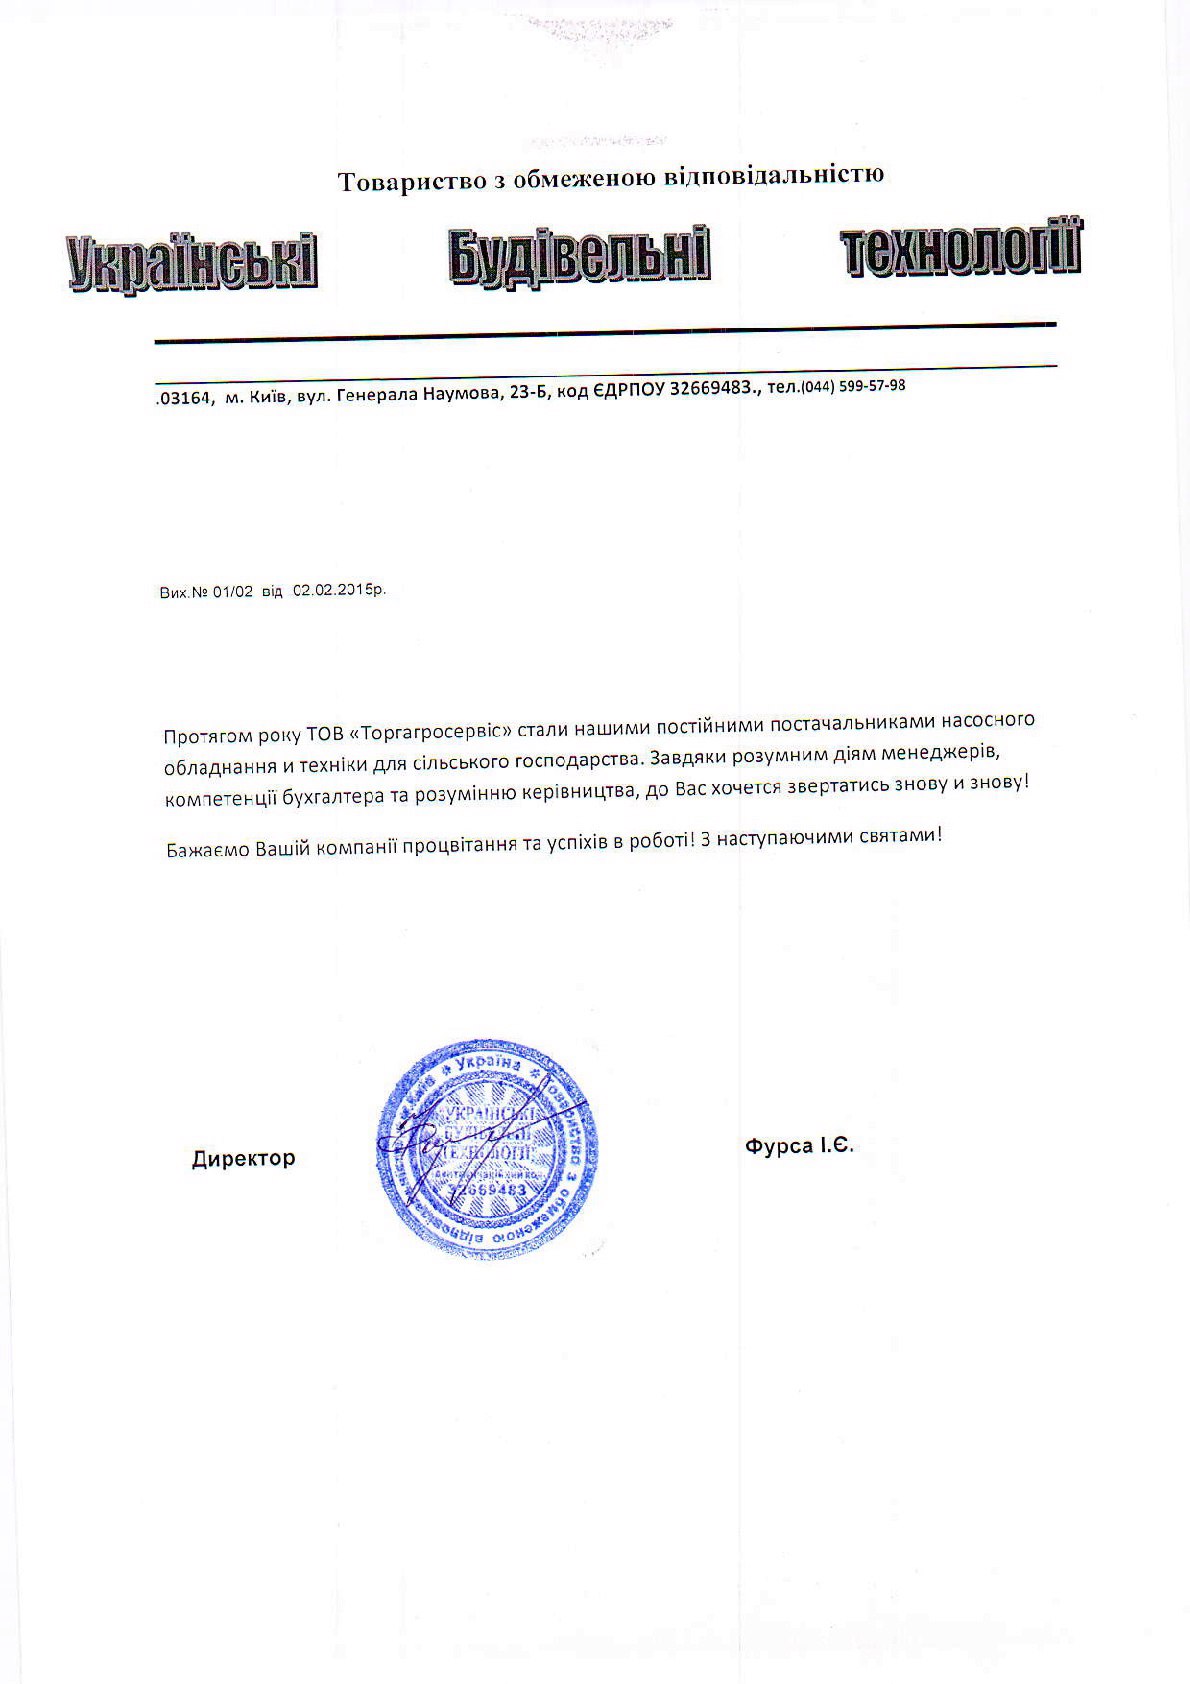 Товариство з обмеженою відповідальністю
Українські Будівельні технології
.03164, м. Київ, вул. Генерала Наумова, 23-Б, код ЄДРПОУ 32669483., тел.(044) 599-57-98
Вих.№ 01/02 від 02.02.2015р.
Протягом року ТОВ «Торгагросервіс» стали нашими постійними постачальниками насосного
обладнання и техніки для сільського господарства. Завдяки розумним діям менеджерів,
компетенції бухгалтера та розумінню керівництва, до Вас хочется звертатись знову и знову!
Бажаємо Вашій компанії процвітання та успіхів в роботі! З наступаючими святами!
Директор
* Україна * Товариство з обмеженою відповідальністю м.Київ
УКРАЇНСЬКІ
БУДІВЕЛЬНІ
ТЕХНОЛОГІЇ"
32669483
Фурса І.Є.